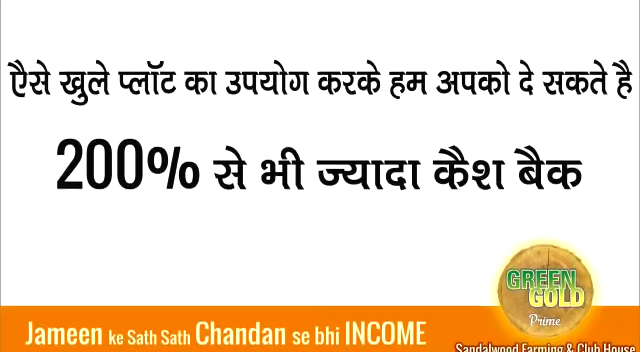 ऐसे खुले प्लॉट का उपयोग करके हम अपको दे सकते है
200% से भी ज्यादा कैश बैक
GREEN
GOLD
Prime
Jameen ke Sath Sath Chandan se bhi INCOME
Sandalwood Farming & Club House